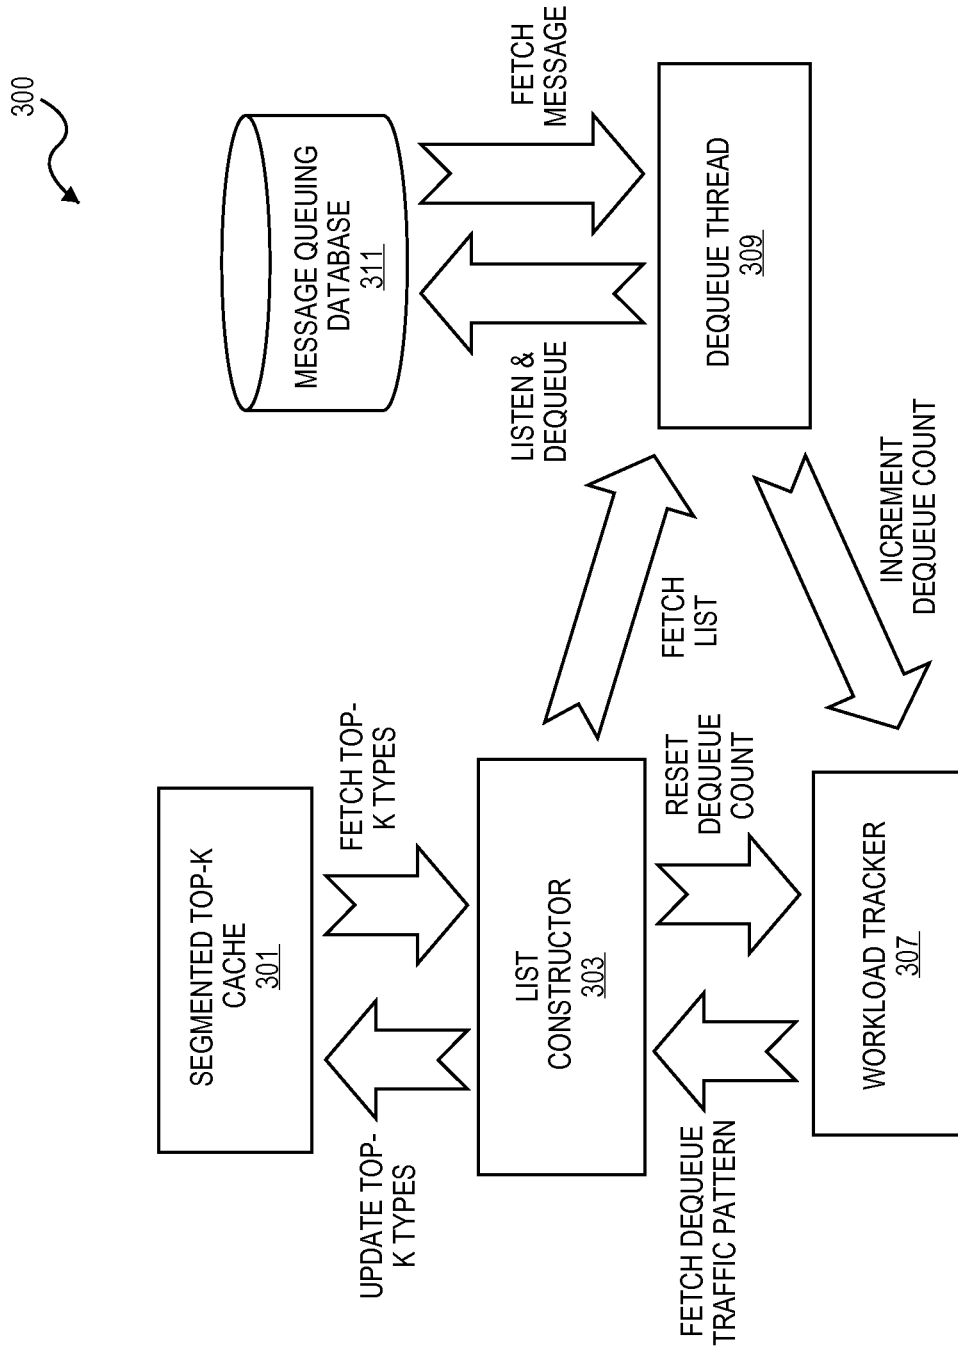 300
SEGMENTED TOP-K
CACHE
301
UPDATE TOP-
K TYPES
FETCH TOP-
K TYPES
LIST
CONSTRUCTOR
303
FETCH DEQUEUE
TRAFFIC PATTERN
RESET
DEQUEUE
COUNT
WORKLOAD TRACKER
307
FETCH
LIST
INCREMENT
DEQUEUE COUNT
MESSAGE QUEUING
DATABASE
311
LISTEN &
DEQUEUE
FETCH
MESSAGE
DEQUEUE THREAD
309